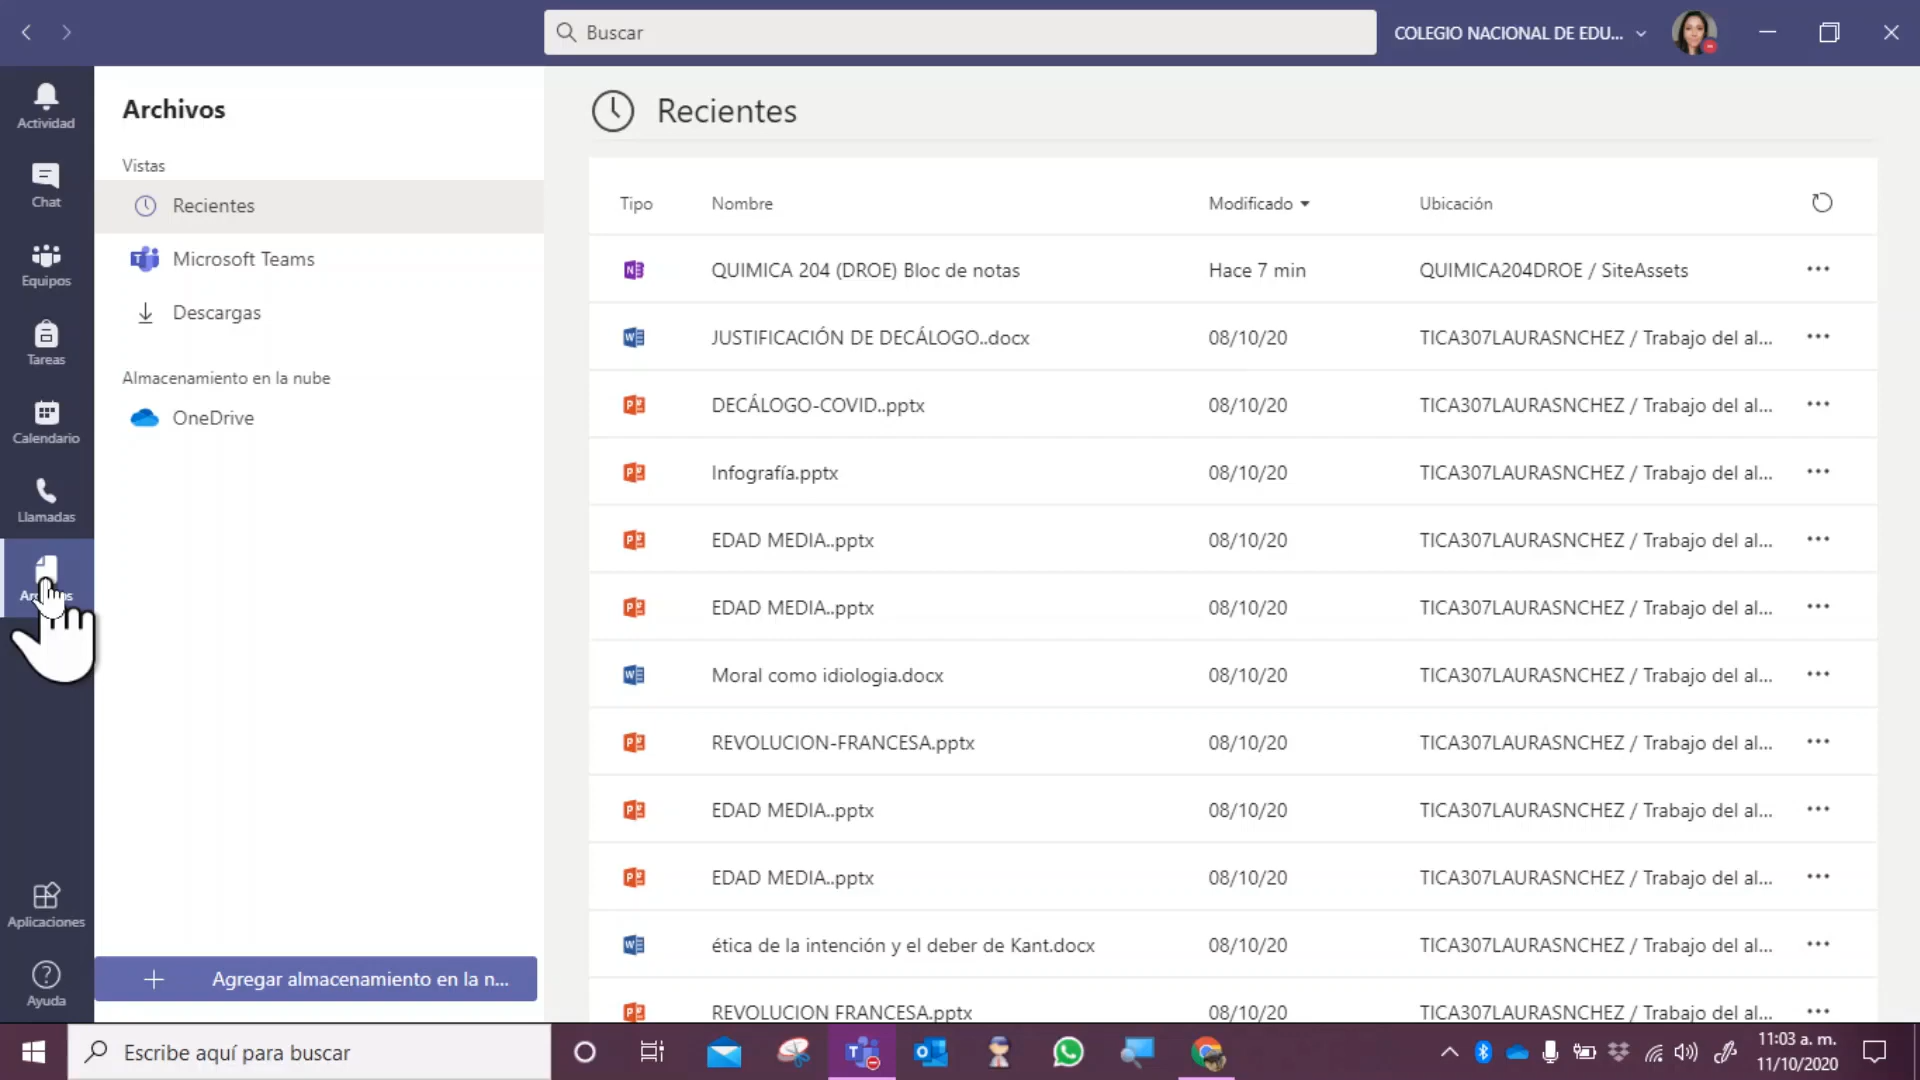 Buscar
COLEGIO NACIONAL DE EDU...
Actividad
Chat
Equipos
Tareas
Calendario
Llamadas
Aplicaciones
Ayuda
Archivos
Vistas
Recientes
Microsoft Teams
Descargas
Almacenamiento en la nube
OneDrive
Agregar almacenamiento en la n...
Recientes
Tipo Nombre Modificado Ubicación
QUIMICA 204 (DROE) Bloc de notas Hace 7 min QUIMICA204DROE / SiteAssets
JUSTIFICACIÓN DE DECÁLOGO..docx 08/10/20 TICA307LAURASNCHEZ / Trabajo del al...
DECÁLOGO-COVID..pptx 08/10/20 TICA307LAURASNCHEZ / Trabajo del al...
Infografía.pptx 08/10/20 TICA307LAURASNCHEZ / Trabajo del al...
EDAD MEDIA..pptx 08/10/20 TICA307LAURASNCHEZ / Trabajo del al...
EDAD MEDIA..pptx 08/10/20 TICA307LAURASNCHEZ / Trabajo del al...
Moral como idiologia.docx 08/10/20 TICA307LAURASNCHEZ / Trabajo del al...
REVOLUCION-FRANCESA.pptx 08/10/20 TICA307LAURASNCHEZ / Trabajo del al...
EDAD MEDIA..pptx 08/10/20 TICA307LAURASNCHEZ / Trabajo del al...
EDAD MEDIA..pptx 08/10/20 TICA307LAURASNCHEZ / Trabajo del al...
ética de la intención y el deber de Kant.docx 08/10/20 TICA307LAURASNCHEZ / Trabajo del al...
REVOLUCION FRANCESA.pptx 08/10/20 TICA307LAURASNCHEZ / Trabajo del al...
Escribe aquí para buscar
11:03 a. m.
11/10/2020